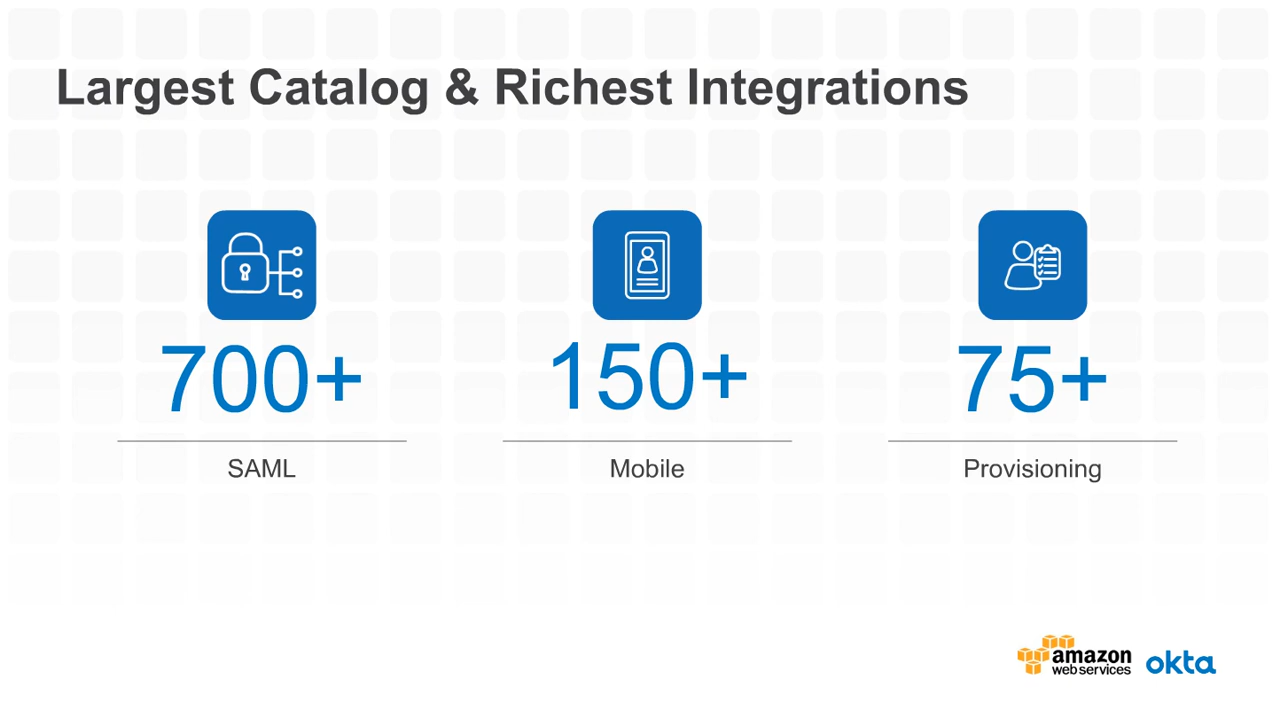 Largest Catalog & Richest Integrations
700+
150+
75+
SAML
Mobile
Provisioning
amazon
web services
okta